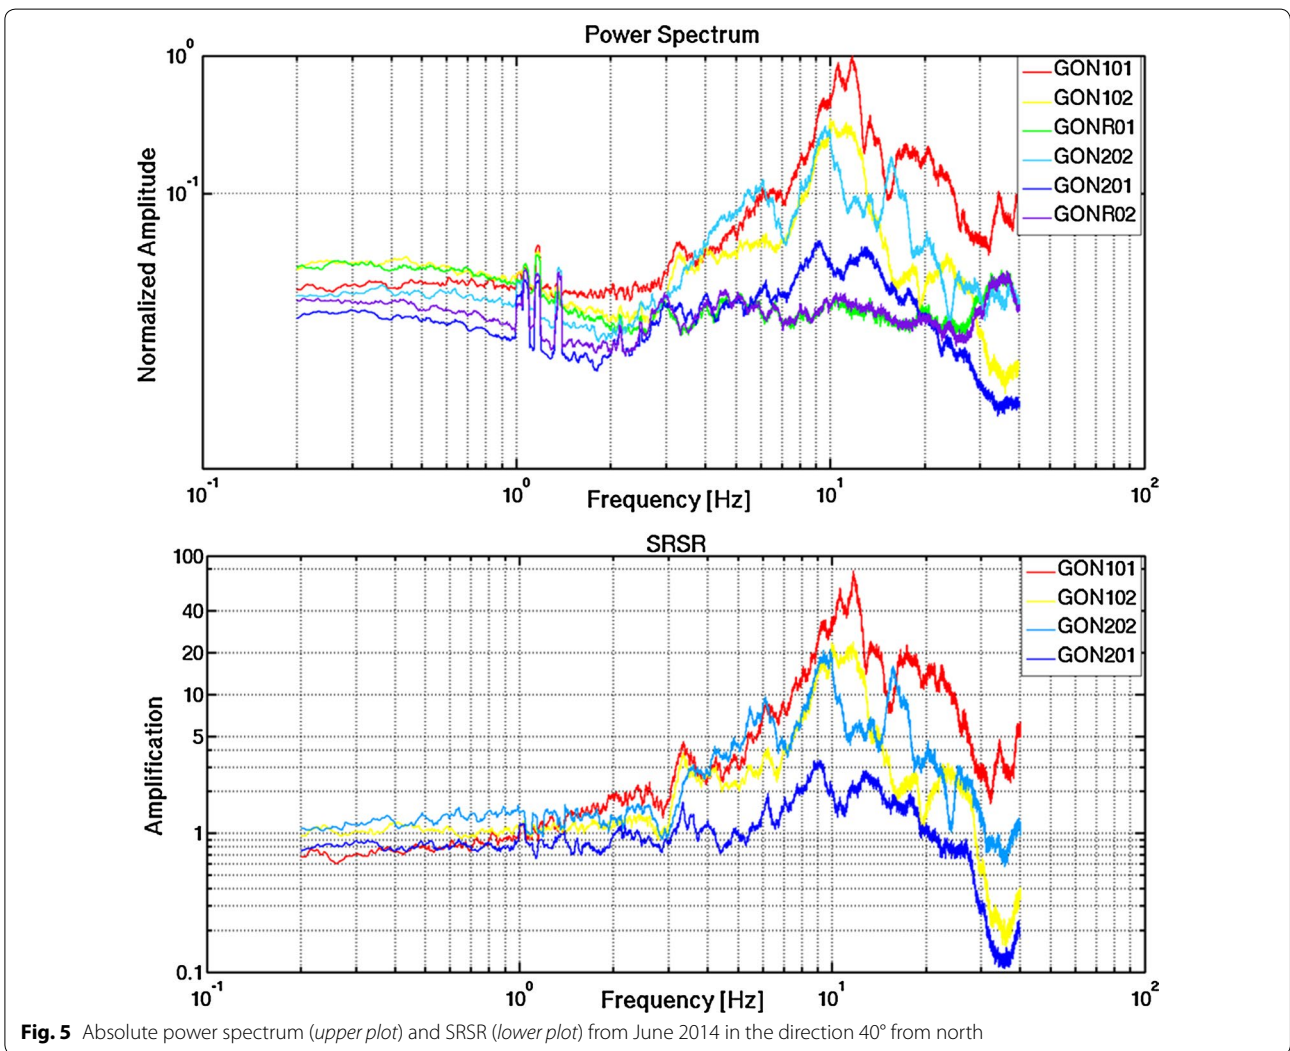 Power Spectrum
10^0
10^-1
Normalized Amplitude
GON101
GON102
GONR01
GON202
GON201
GONR02
10^-1
10^0
10^1
10^2
Frequency [Hz]
SRSR
100
40
20
10
5
1
0.1
Amplification
GON101
GON102
GON202
GON201
10^-1
10^0
10^1
10^2
Frequency [Hz]
Fig. 5 Absolute power spectrum (upper plot) and SRSR (lower plot) from June 2014 in the direction 40° from north